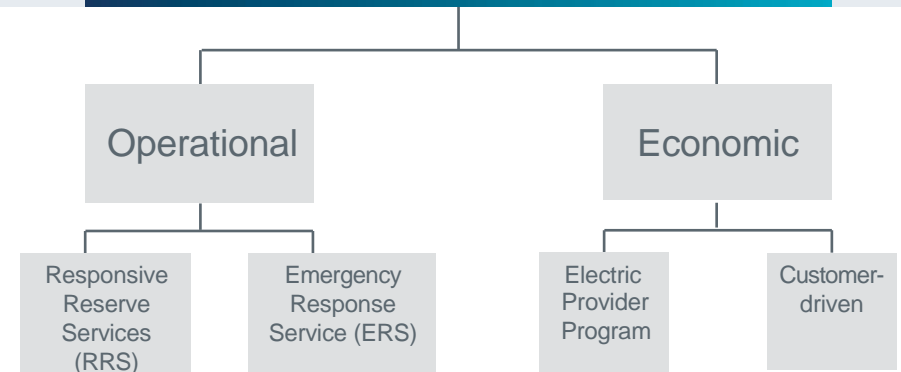 Operational
Economic
Responsive
Reserve
Services
(RRS)
Emergency
Response
Service (ERS)
Electric
Provider
Program
Customer-
driven